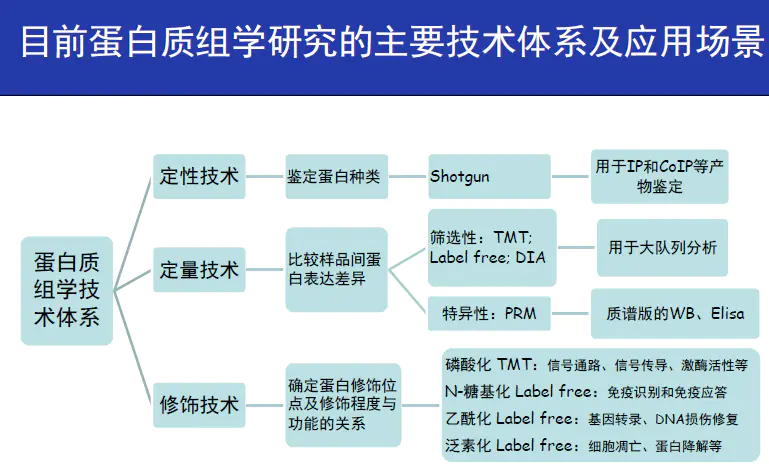 目前蛋白质组学研究的主要技术体系及应用场景
蛋白质
组学技
术体系
定性技术
鉴定蛋白种类
Shotgun
用于IP和CoIP等产
物鉴定
定量技术
比较样品间蛋
白表达差异
筛选性：TMT;
Label free; DIA
用于大队列分析
特异性：PRM
质谱版的WB、Elisa
修饰技术
确定蛋白修饰位
点及修饰程度与
功能的关系
磷酸化 TMT：信号通路、信号传导、激酶活性等
N-糖基化 Label free：免疫识别和免疫应答
乙酰化 Label free：基因转录、DNA损伤修复
泛素化 Label free：细胞凋亡、蛋白降解等